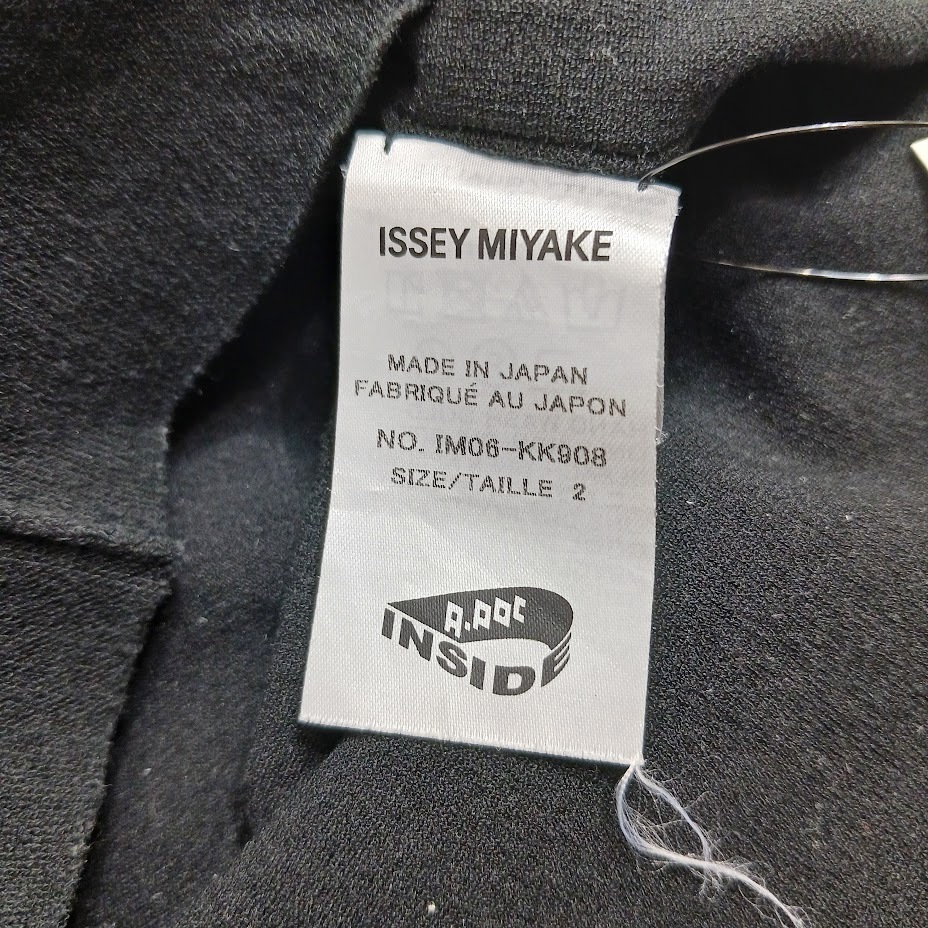 ISSEY MIYAKE
MADE IN JAPAN
FABRIQUÉ AU JAPON
NO. IM06-KK908
SIZE/TAILLE 2
A.POC
INSIDE